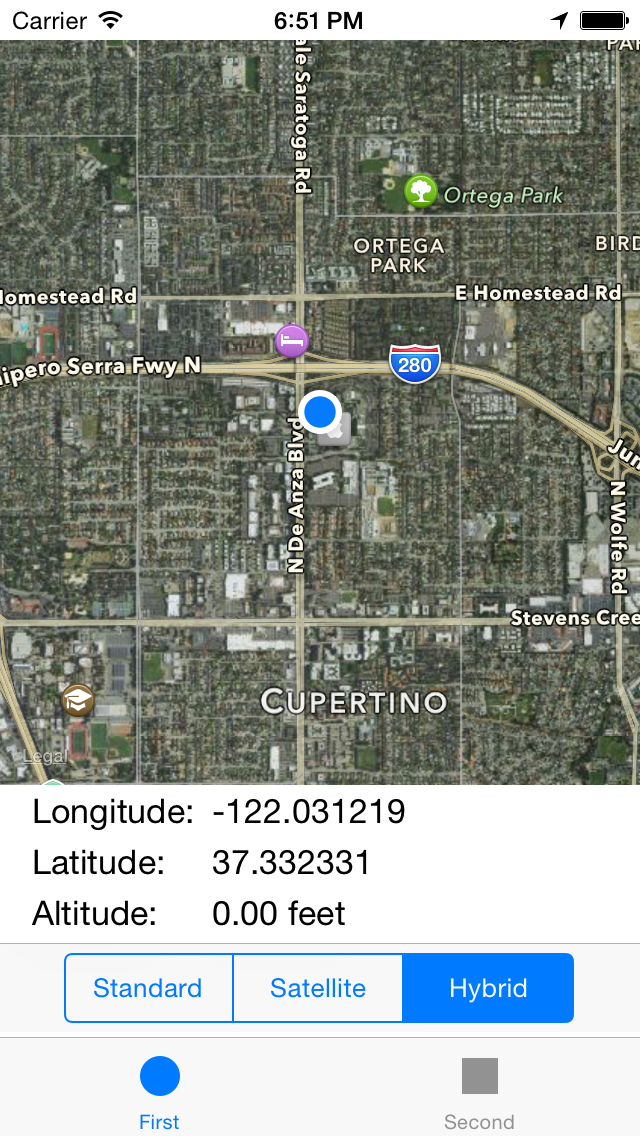 Carrier 6:51 PM
PAR
ale Saratoga Rd
Ortega Park
ORTEGA
PARK
BIRD
Homestead Rd
E Homestead Rd
nipero Serra Fwy N
280
Jun
N De Anza Blvd
N Wolfe Rd
Stevens Cree
CUPERTINO
Legal
Longitude: -122.031219
Latitude: 37.332331
Altitude: 0.00 feet
Standard Satellite Hybrid
First Second